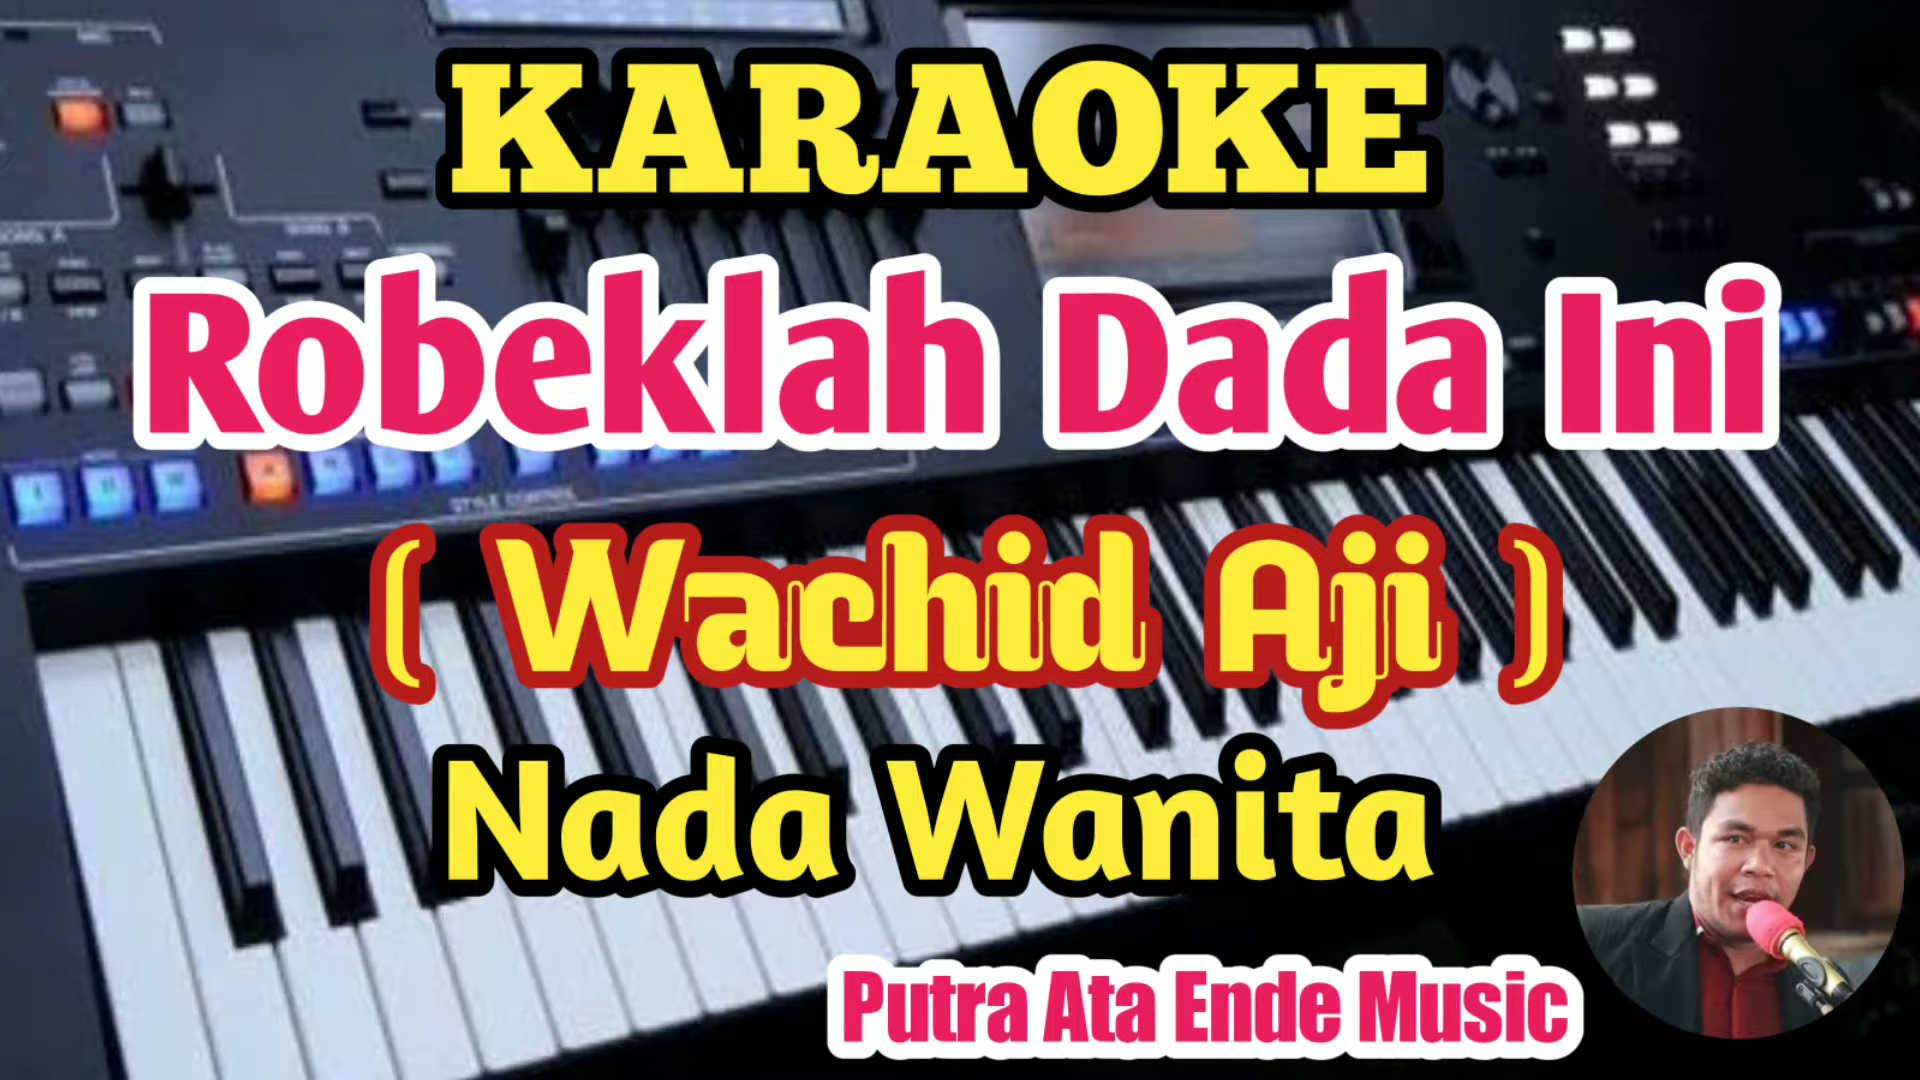 KARAOKE
Robeklah Dada Ini
( Wachid Aji )
Nada Wanita
Putra Ata Ende Music